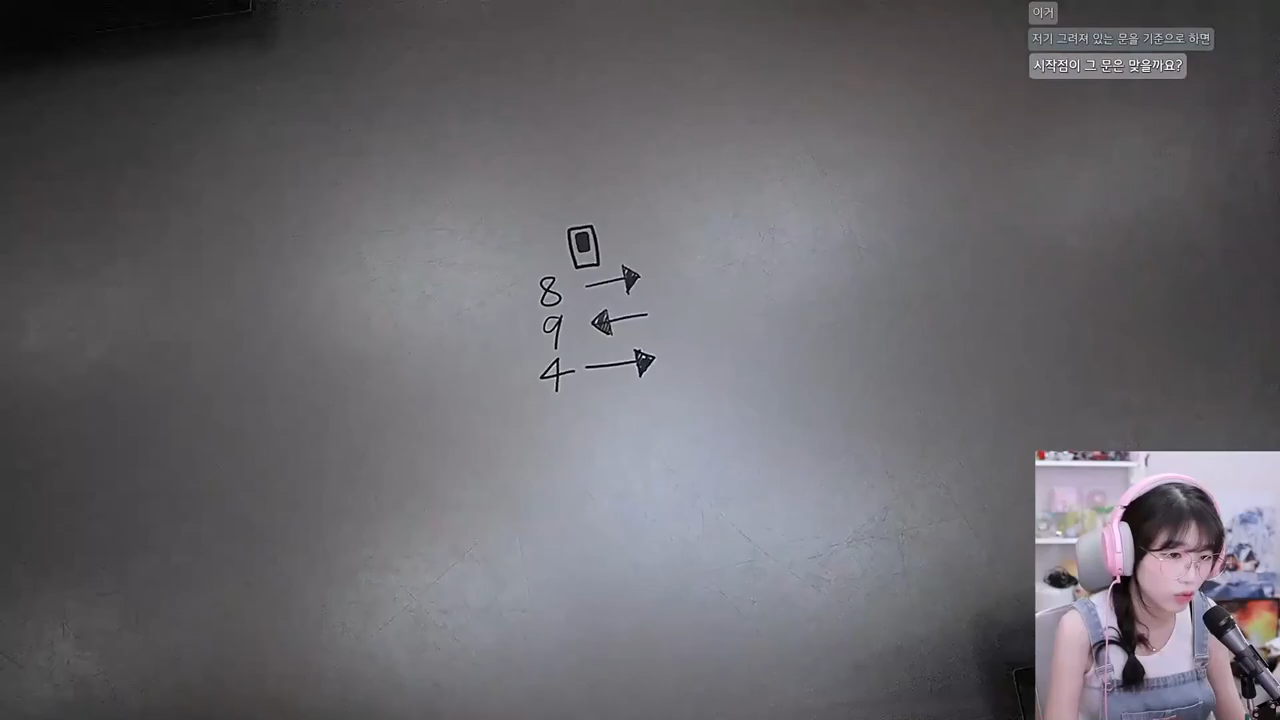 이거
저기 그려져 있는 문을 기준으로 하면
시작점이 그 문은 맞을까요?
8 →
9 ←
4 →